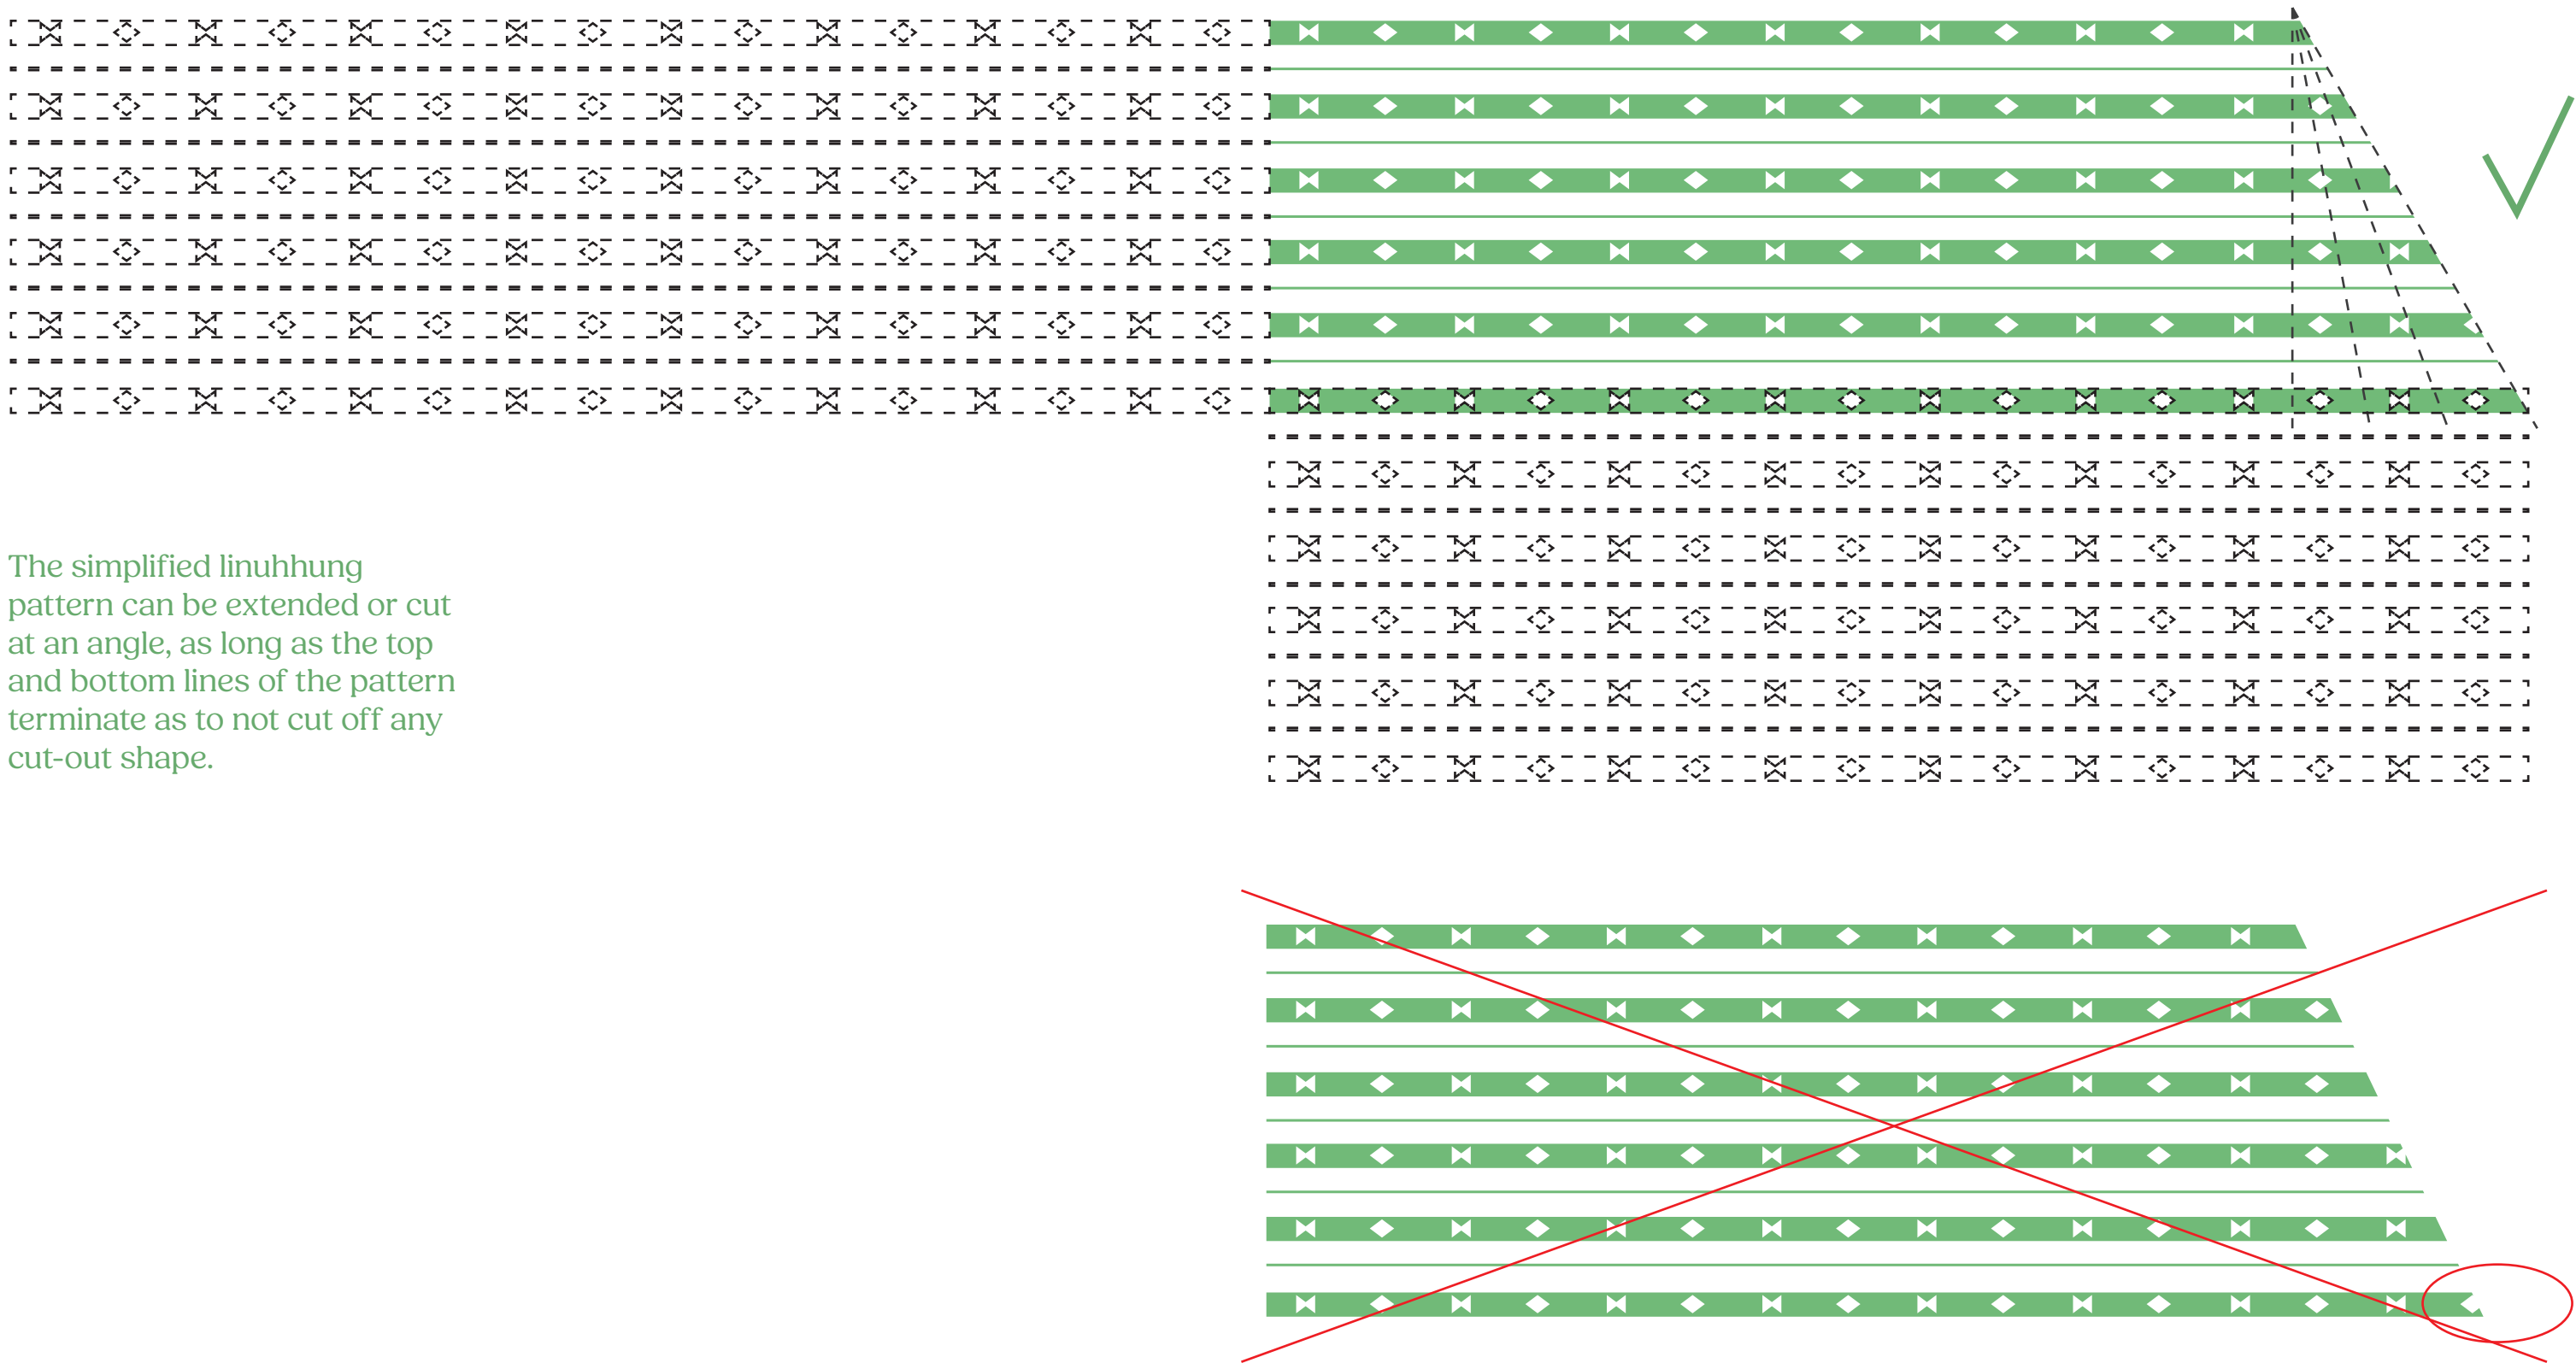 The simplified linuhhung
pattern can be extended or cut
at an angle, as long as the top
and bottom lines of the pattern
terminate as to not cut off any
cut-out shape.